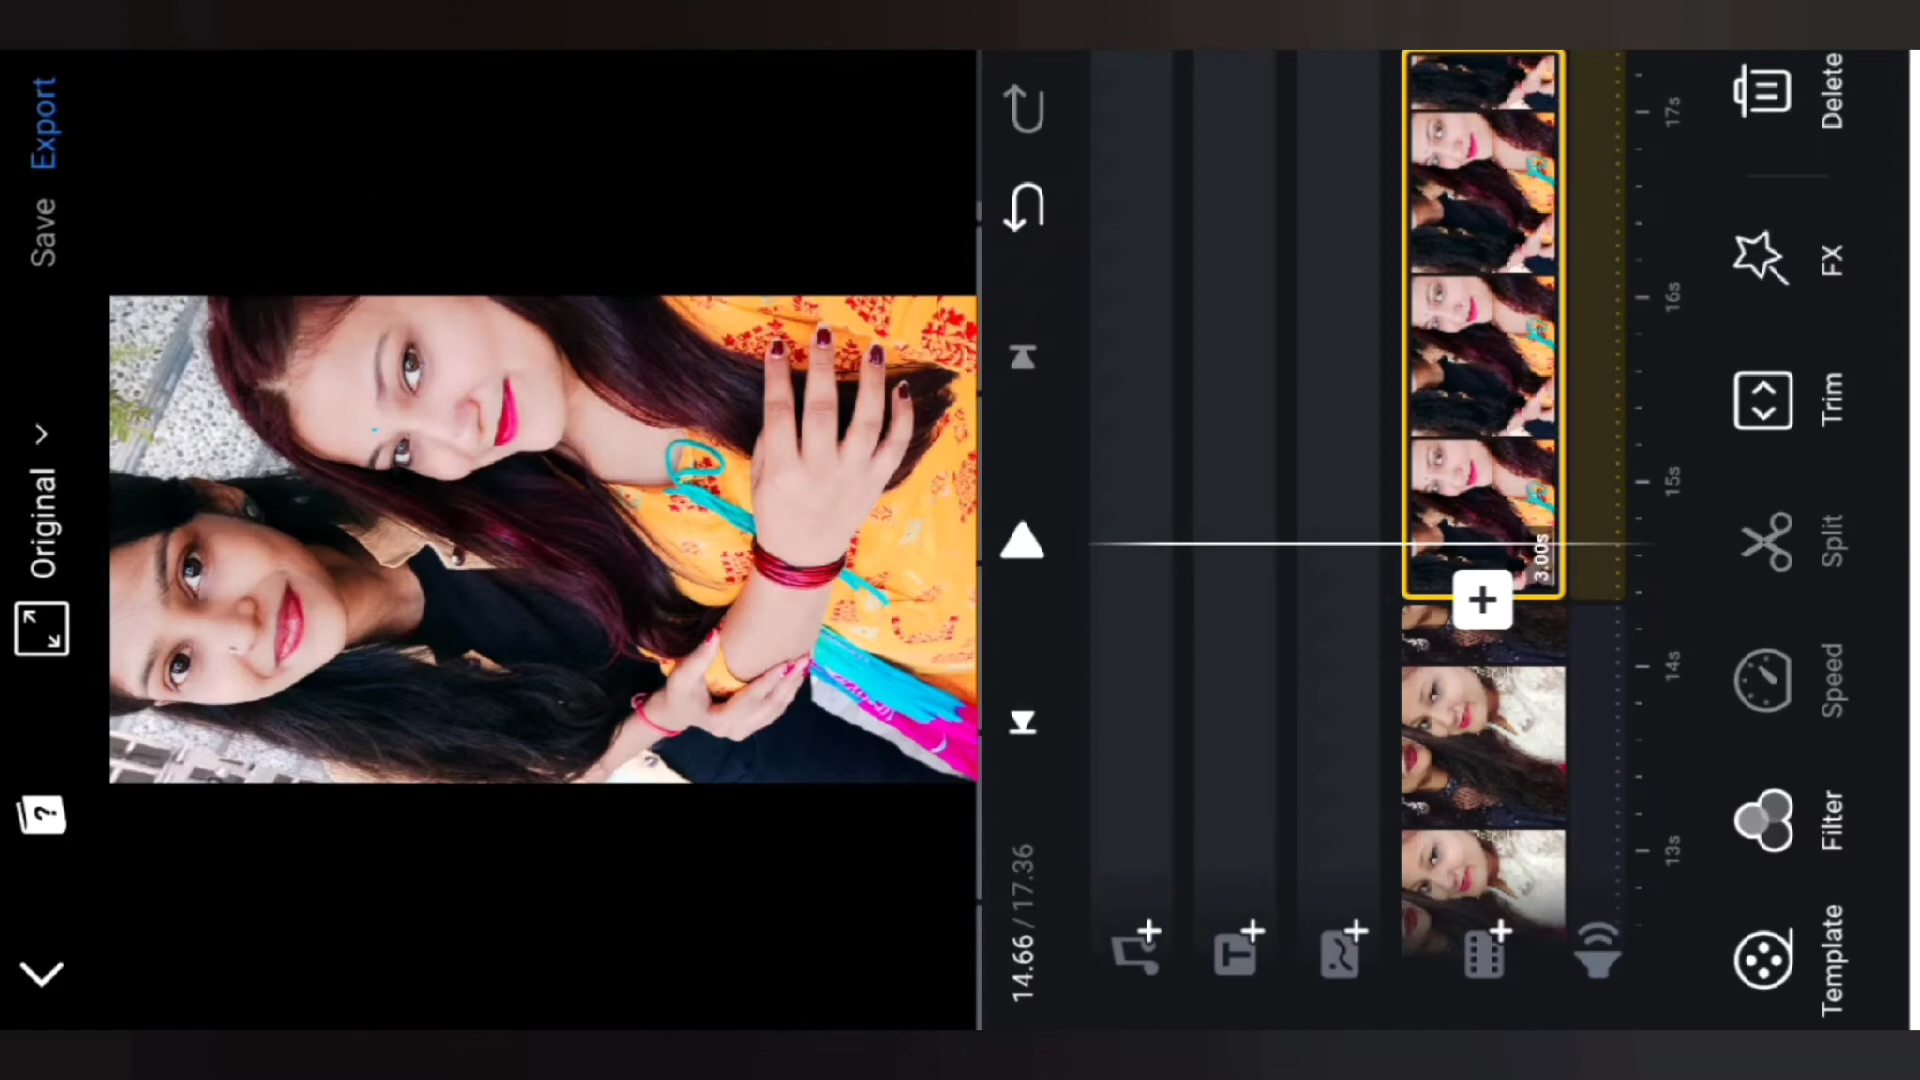 Original
Save
Export
14.66 / 17.36
T
3.00s
13s
14s
15s
16s
17s
Template
Filter
Speed
Split
Trim
FX
Delete